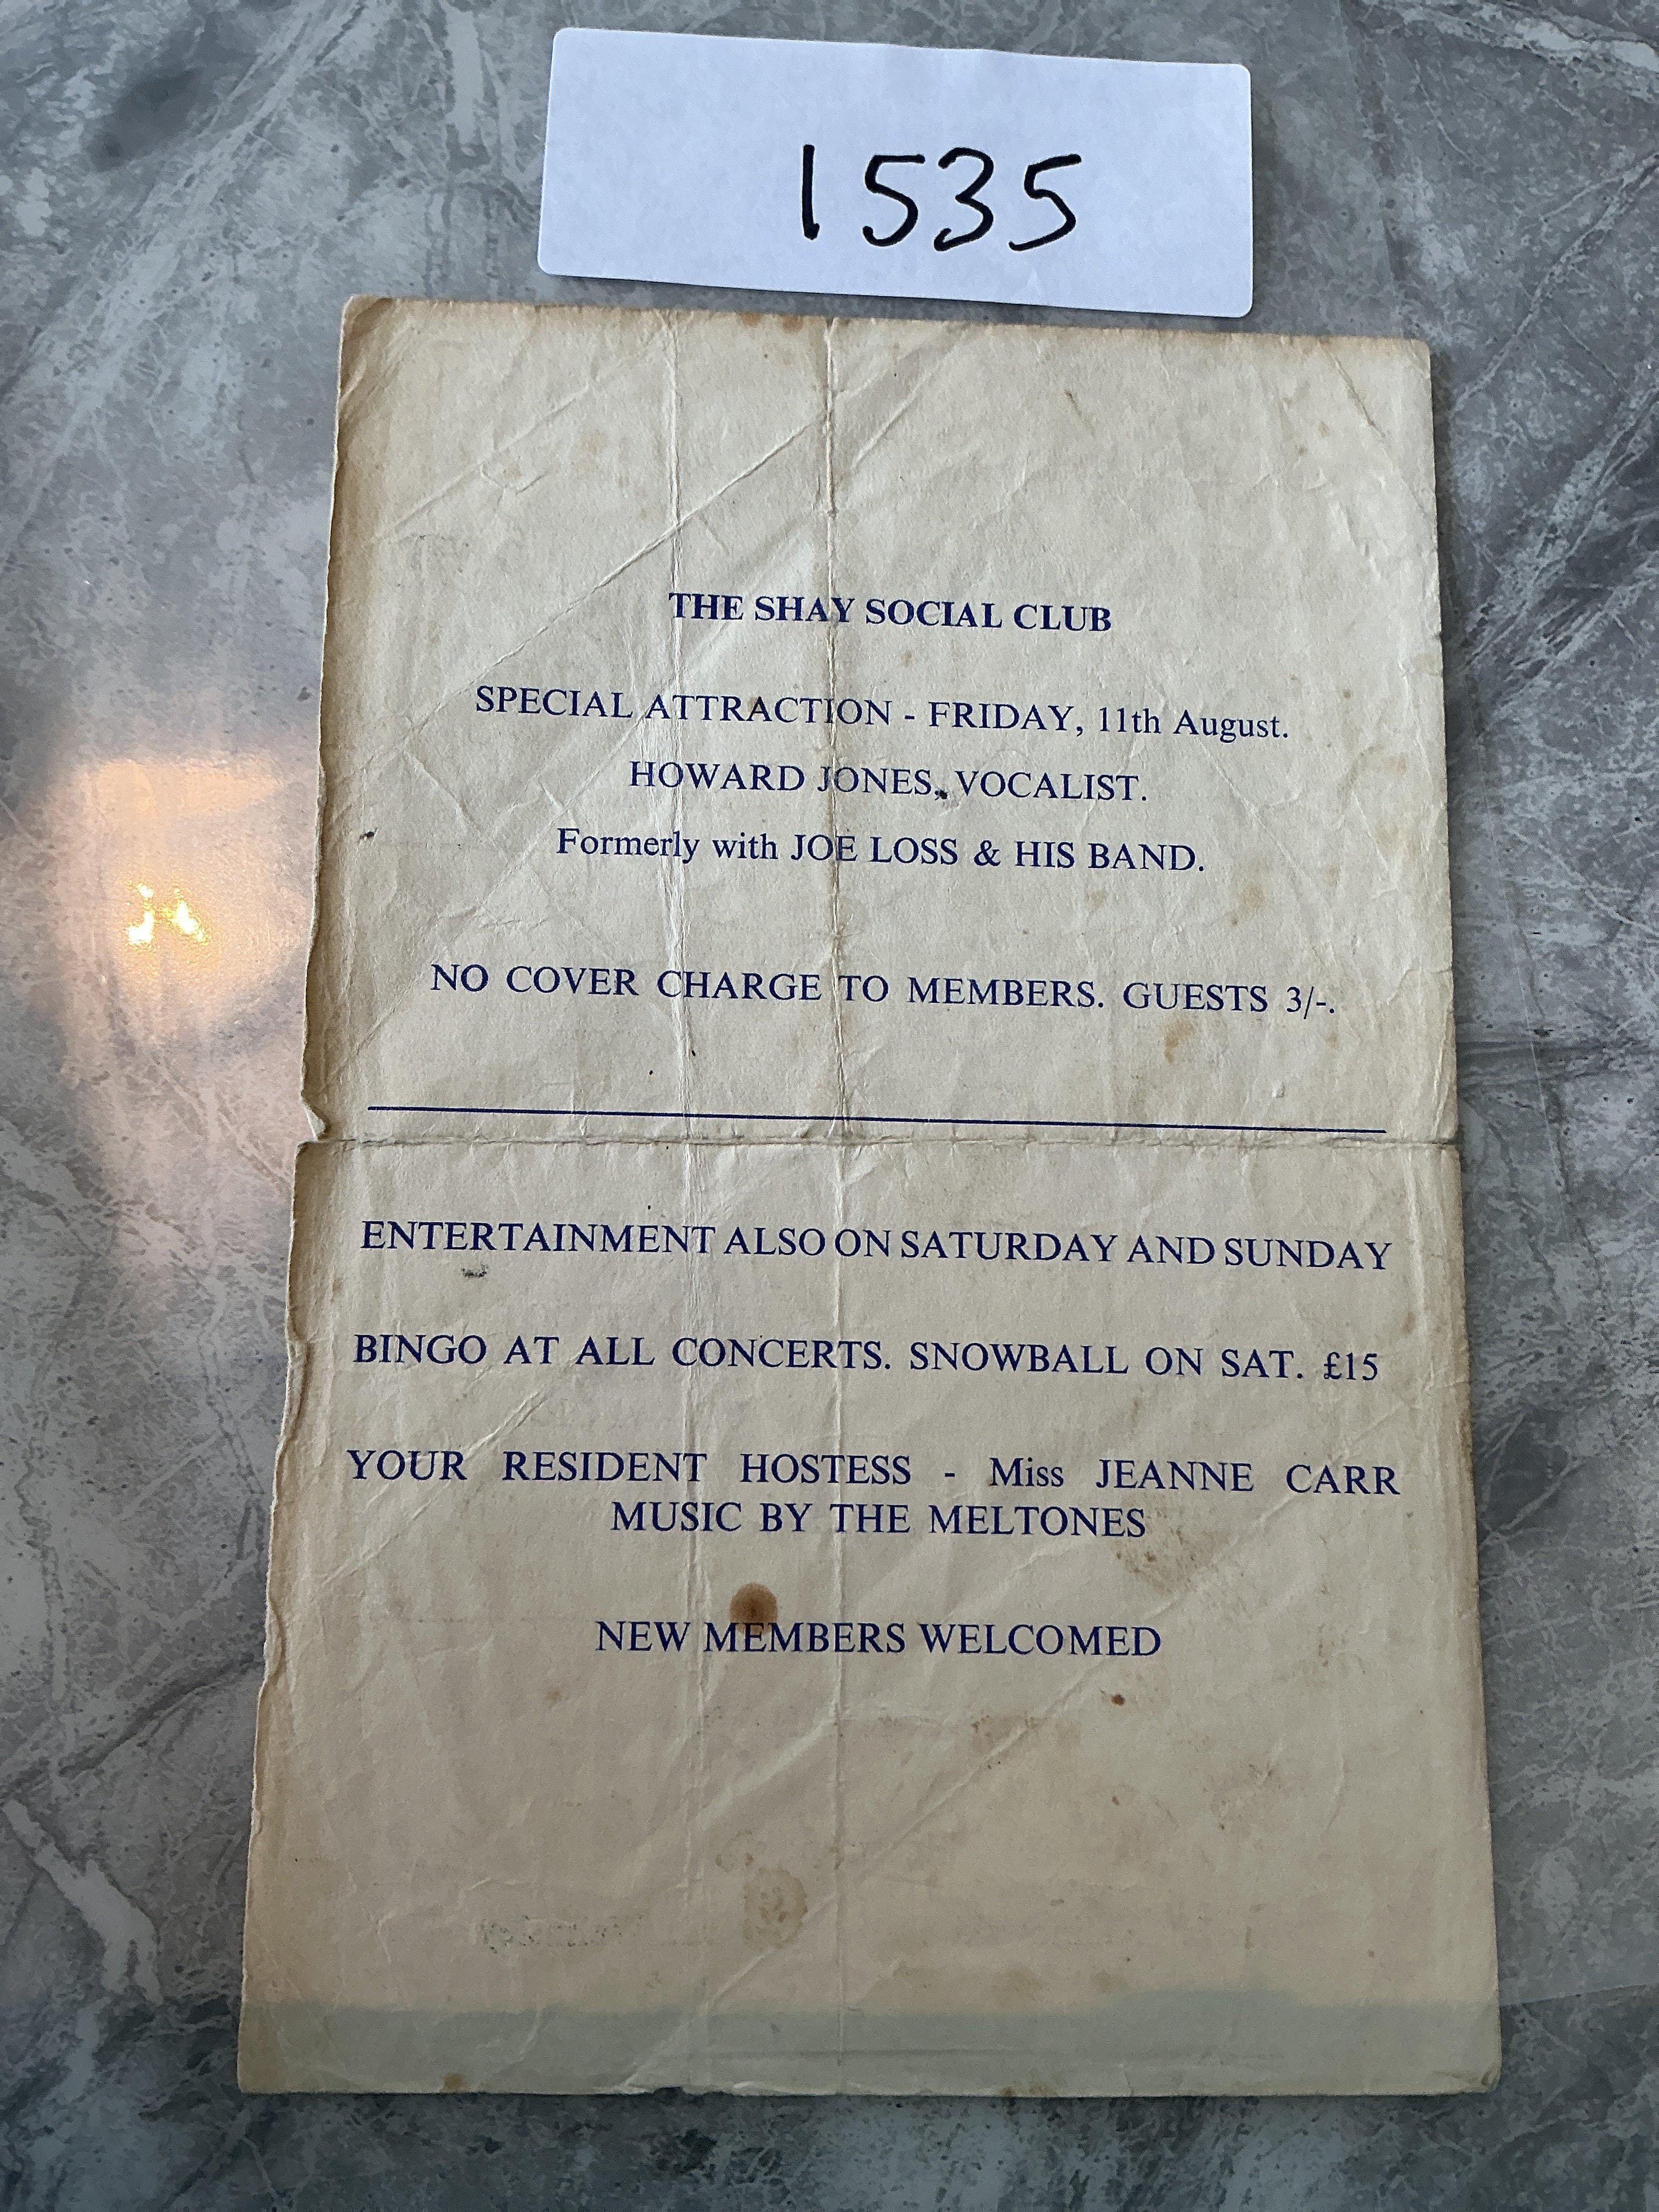 1535
THE SHAY SOCIAL CLUB
SPECIAL ATTRACTION - FRIDAY, 11th August.
HOWARD JONES, VOCALIST.
Formerly with JOE LOSS & HIS BAND.
NO COVER CHARGE TO MEMBERS. GUESTS 3/-.
ENTERTAINMENT ALSO ON SATURDAY AND SUNDAY
BINGO AT ALL CONCERTS. SNOWBALL ON SAT. £15
YOUR RESIDENT HOSTESS - Miss JEANNE CARR
MUSIC BY THE MELTONES
NEW MEMBERS WELCOMED